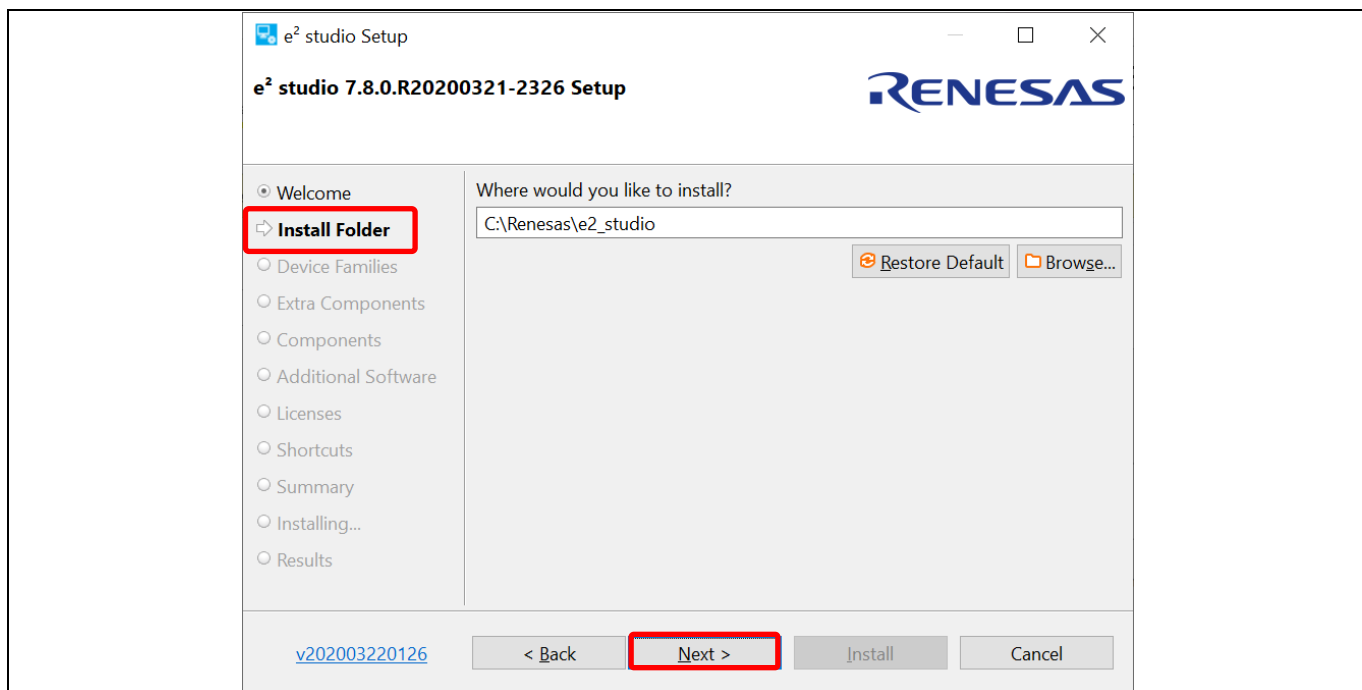 e² studio Setup
e² studio 7.8.0.R20200321-2326 Setup
RENESAS
Welcome
Install Folder
Device Families
Extra Components
Components
Additional Software
Licenses
Shortcuts
Summary
Installing...
Results
Where would you like to install?
C:\Renesas\e2_studio
Restore Default
Browse...
v202003220126
< Back
Next >
Install
Cancel